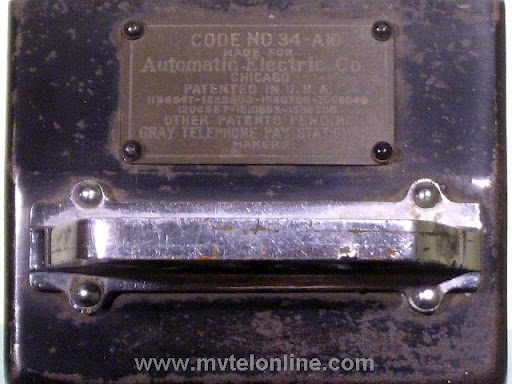 CODE NO. 34-A10
MADE FOR
Automatic Electric Co.
CHICAGO
PATENTED IN U.S.A.
OTHER PATENTS PENDING
GRAY TELEPHONE PAY STATION
MAKERS
www.mvtelonline.com